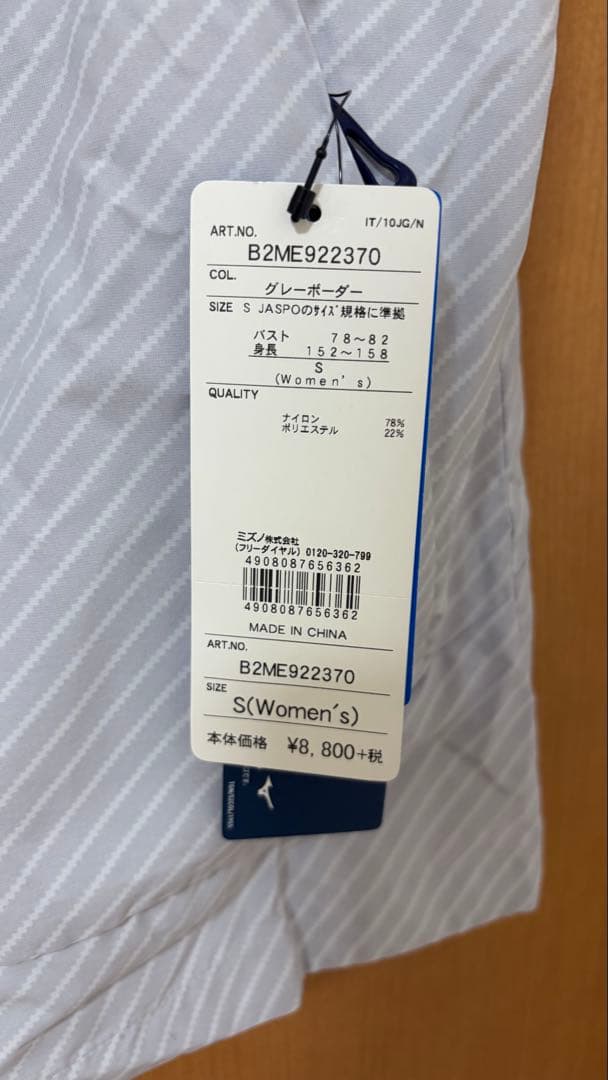 IT/10JG/N
ART.NO.
B2ME922370
COL.
グレーボーダー
SIZE S JASPOのｻｲｽﾞ規格に準拠
バスト 78～82
身長 152～158
S
(Women's)
QUALITY
ナイロン 78%
ポリエステル 22%
ミズノ株式会社
(フリーダイヤル) 0120-320-799
4908087656362
4908087656362
MADE IN CHINA
ART.NO.
B2ME922370
SIZE
S(Women's)
本体価格 ¥8,800+税